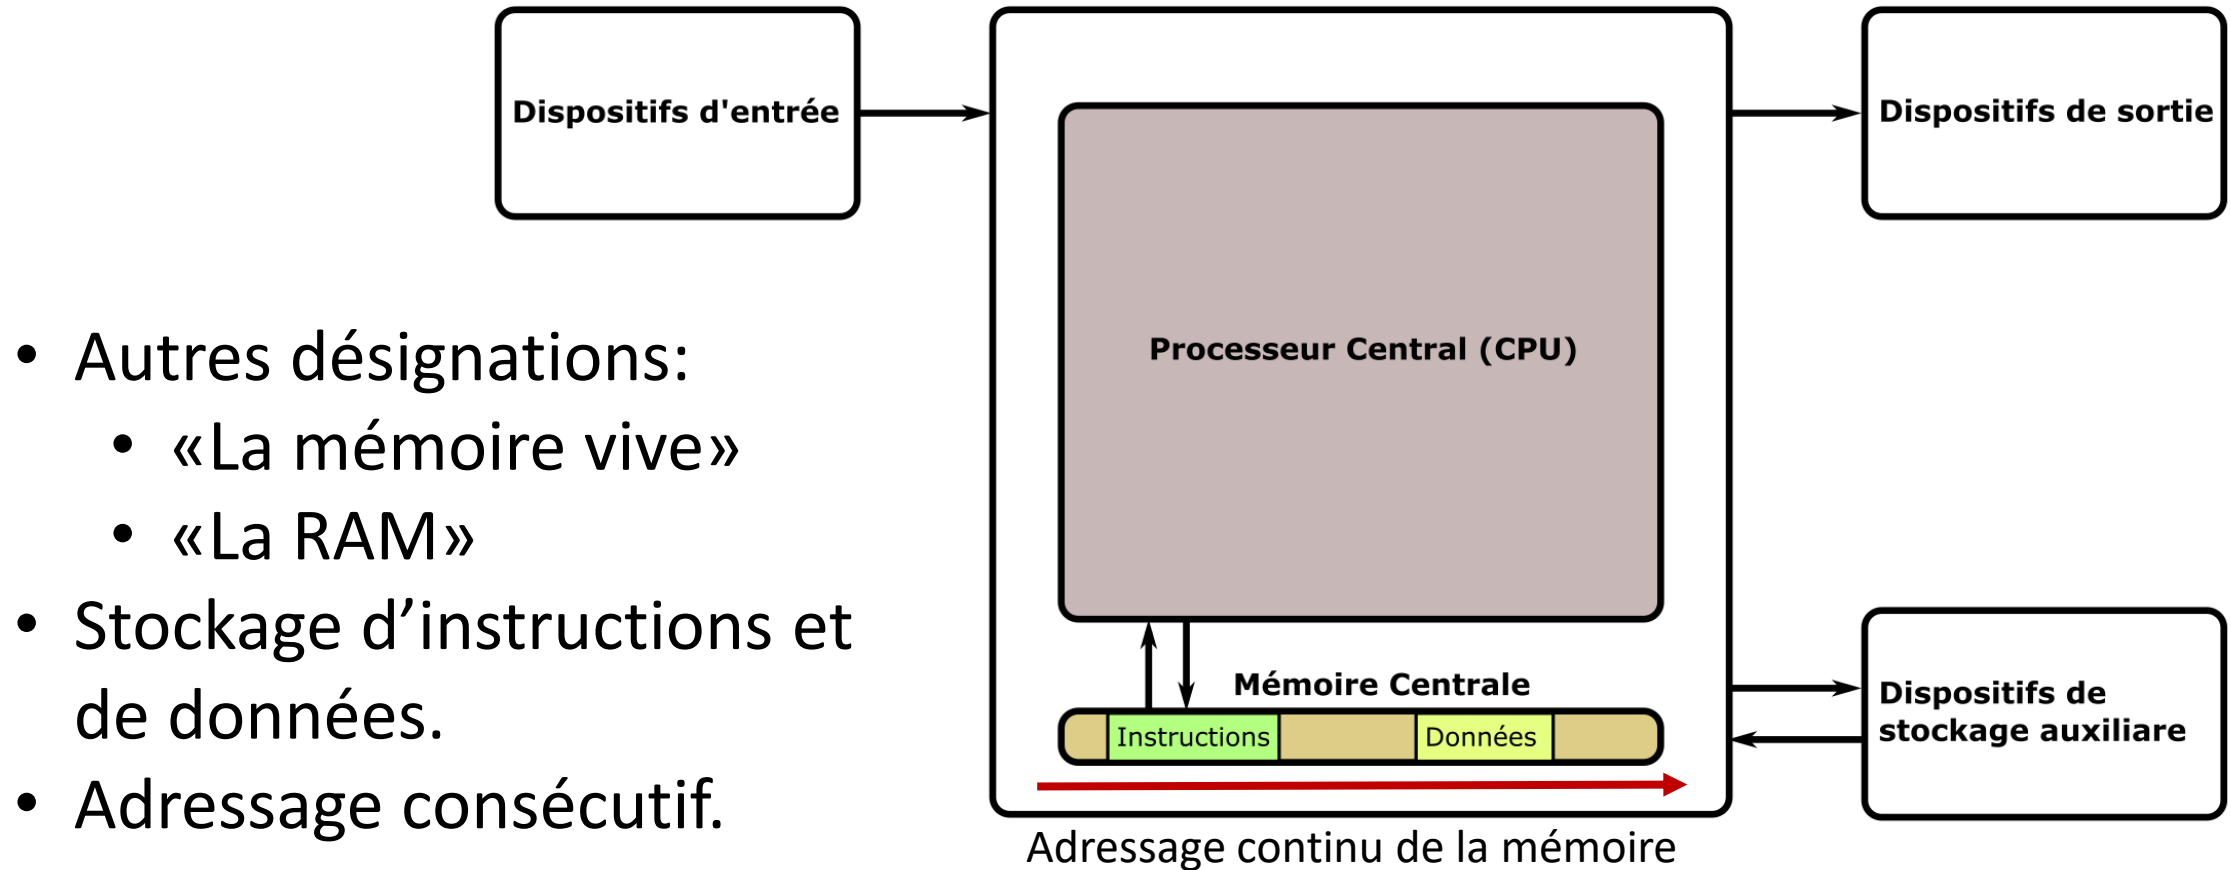 Dispositifs d'entrée
Dispositifs de sortie
Processeur Central (CPU)
• Autres désignations:
• «La mémoire vive»
• «La RAM»
• Stockage d’instructions et
de données.
• Adressage consécutif.
Mémoire Centrale
Instructions
Données
Dispositifs de
stockage auxiliare
Adressage continu de la mémoire